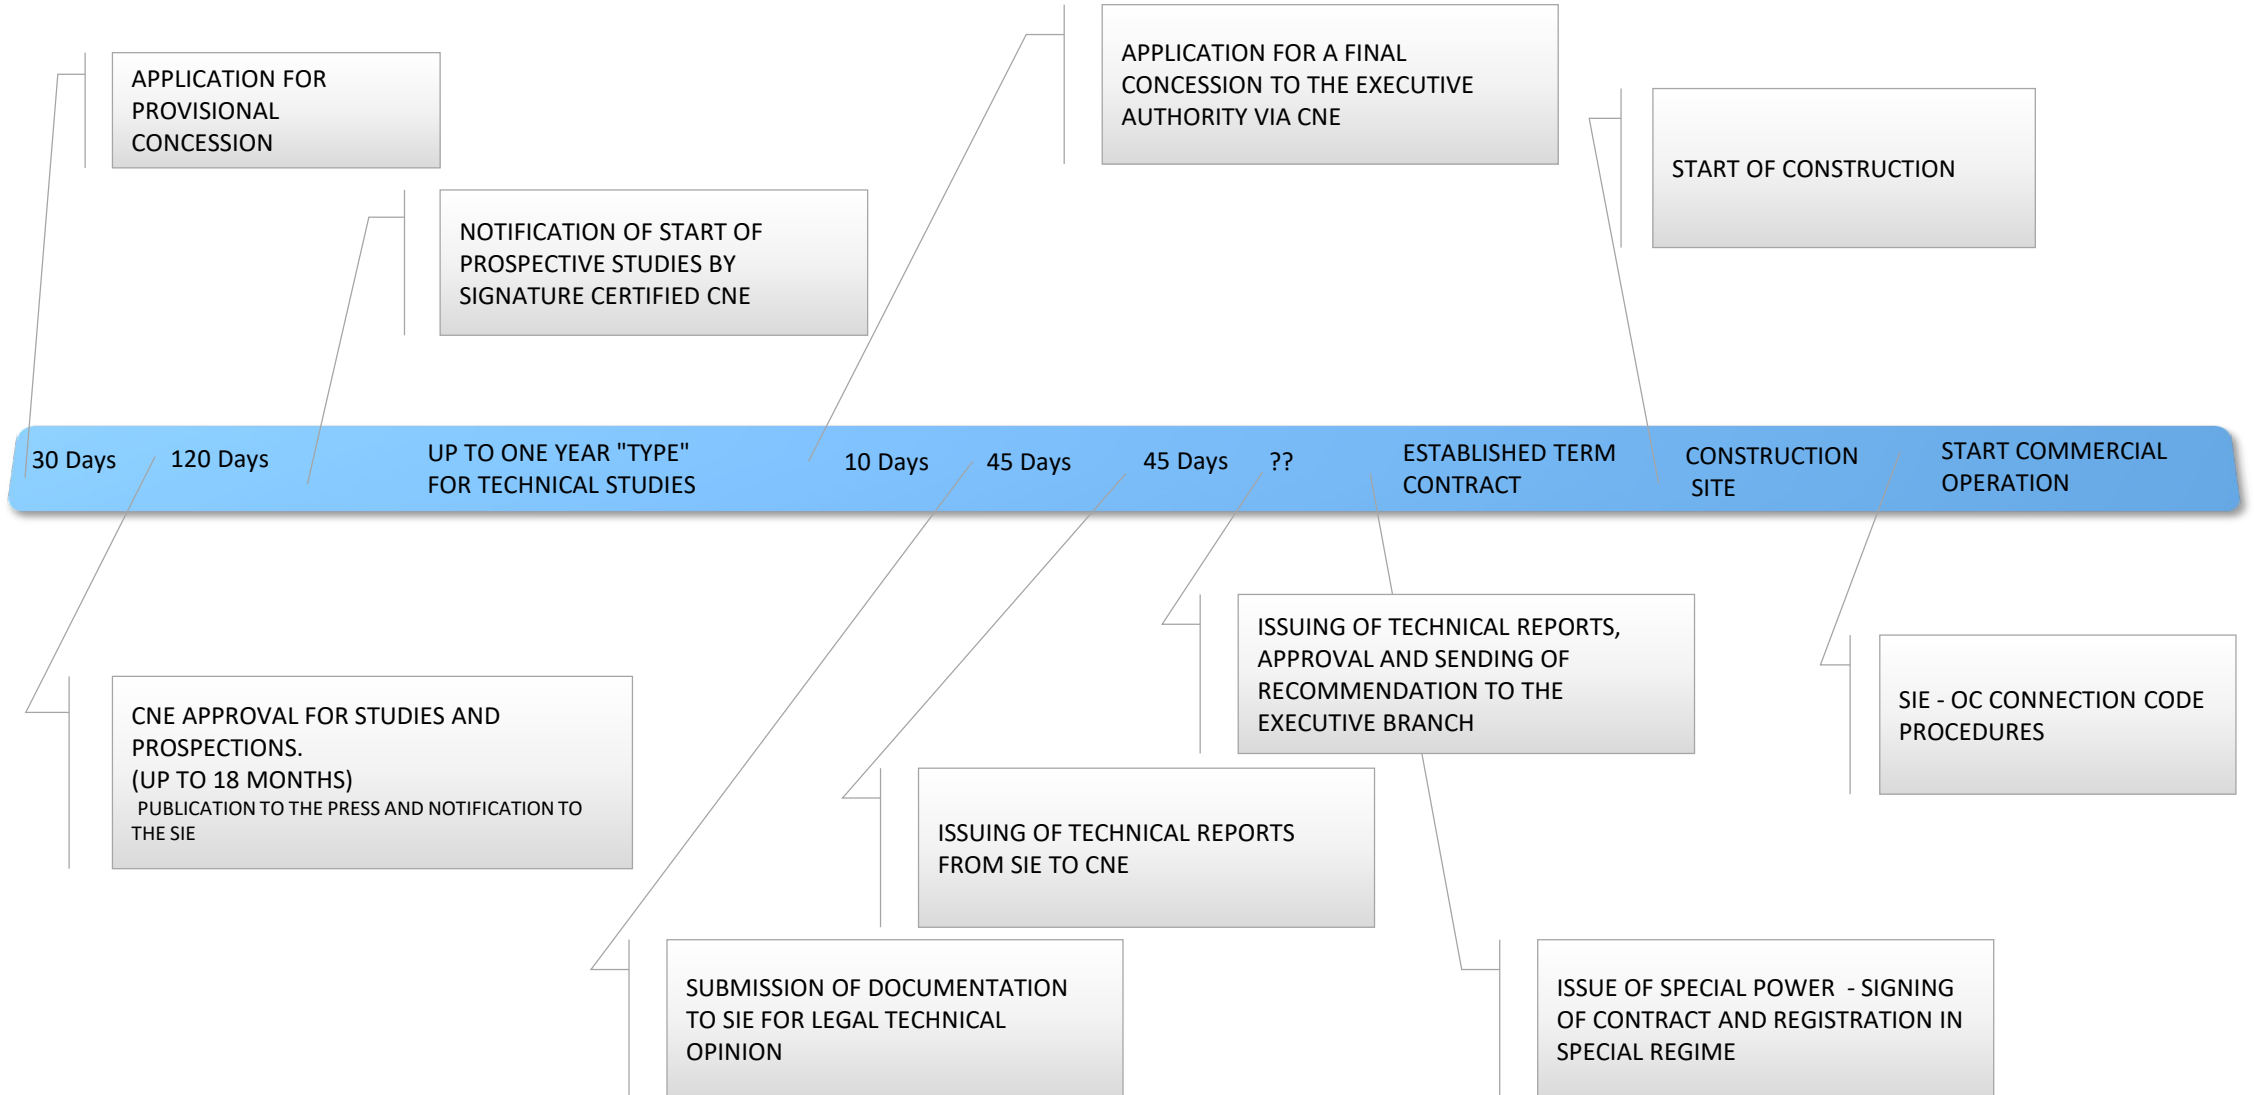 APPLICATION FOR
PROVISIONAL
CONCESSION
NOTIFICATION OF START OF
PROSPECTIVE STUDIES BY
SIGNATURE CERTIFIED CNE
APPLICATION FOR A FINAL
CONCESSION TO THE EXECUTIVE
AUTHORITY VIA CNE
START OF CONSTRUCTION
30 Days
120 Days
UP TO ONE YEAR "TYPE"
FOR TECHNICAL STUDIES
10 Days
45 Days
45 Days
??
ESTABLISHED TERM
CONTRACT
CONSTRUCTION
SITE
START COMMERCIAL
OPERATION
CNE APPROVAL FOR STUDIES AND
PROSPECTIONS.
(UP TO 18 MONTHS)
PUBLICATION TO THE PRESS AND NOTIFICATION TO
THE SIE
SUBMISSION OF DOCUMENTATION
TO SIE FOR LEGAL TECHNICAL
OPINION
ISSUING OF TECHNICAL REPORTS
FROM SIE TO CNE
ISSUING OF TECHNICAL REPORTS,
APPROVAL AND SENDING OF
RECOMMENDATION TO THE
EXECUTIVE BRANCH
ISSUE OF SPECIAL POWER - SIGNING
OF CONTRACT AND REGISTRATION IN
SPECIAL REGIME
SIE - OC CONNECTION CODE
PROCEDURES